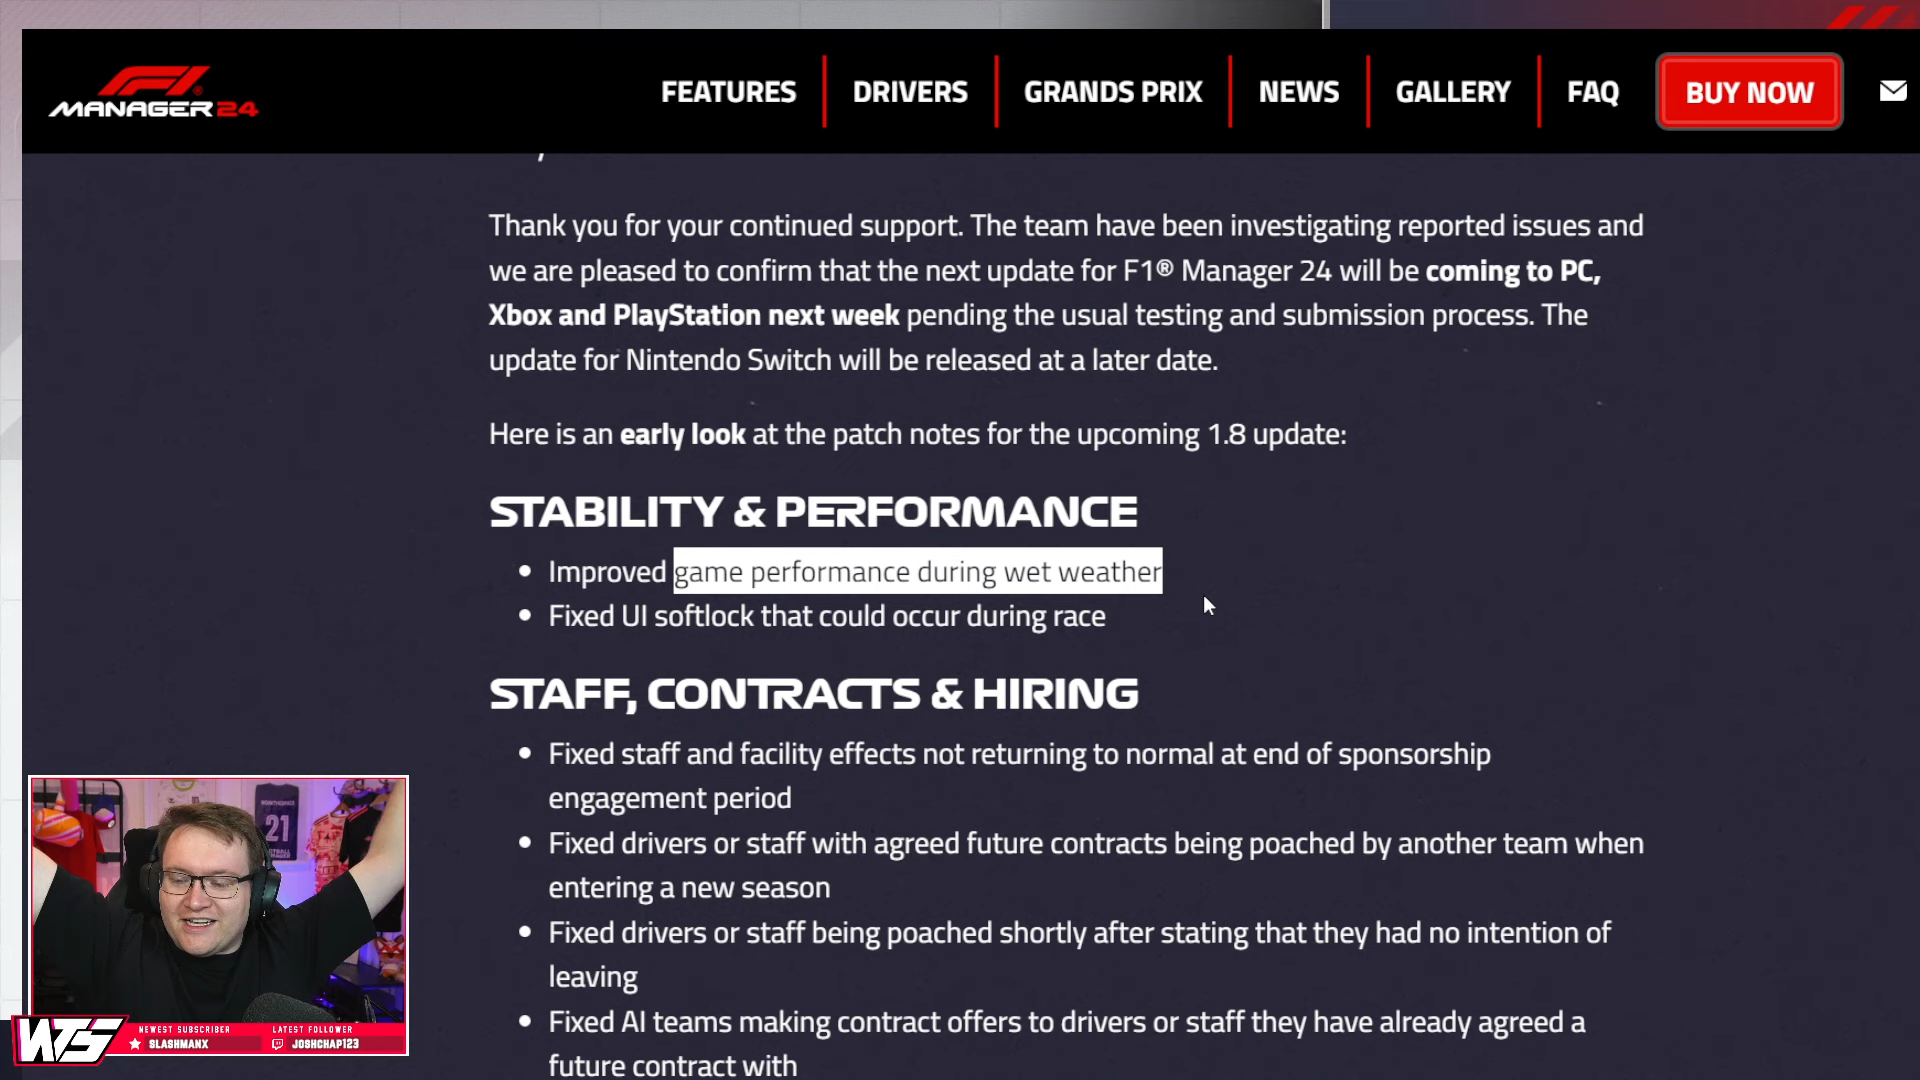 F1®
MANAGER 24
FEATURES
DRIVERS
GRANDS PRIX
NEWS
GALLERY
FAQ
BUY NOW
Thank you for your continued support. The team have been investigating reported issues and
we are pleased to confirm that the next update for F1® Manager 24 will be coming to PC,
Xbox and PlayStation next week pending the usual testing and submission process. The
update for Nintendo Switch will be released at a later date.
Here is an early look at the patch notes for the upcoming 1.8 update:
STABILITY & PERFORMANCE
• Improved game performance during wet weather
• Fixed UI softlock that could occur during race
STAFF, CONTRACTS & HIRING
• Fixed staff and facility effects not returning to normal at end of sponsorship
engagement period
• Fixed drivers or staff with agreed future contracts being poached by another team when
entering a new season
• Fixed drivers or staff being poached shortly after stating that they had no intention of
leaving
• Fixed AI teams making contract offers to drivers or staff they have already agreed a
future contract with
21
WTS
NEWEST SUBSCRIBER
SLASHMANX
LATEST FOLLOWER
JOSHCHAP123